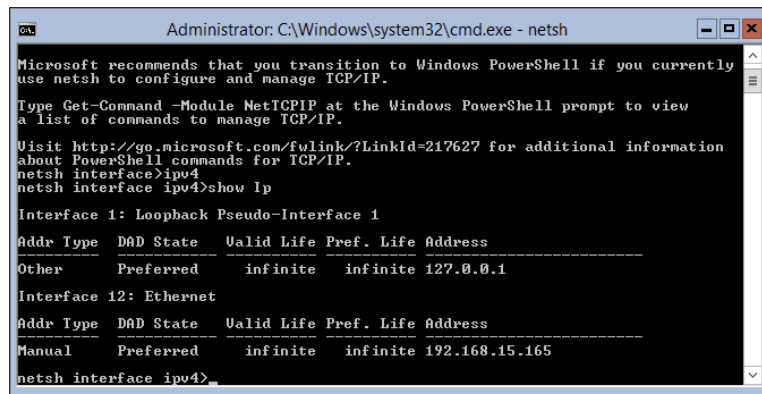 Administrator: C:\Windows\system32\cmd.exe - netsh
Microsoft recommends that you transition to Windows PowerShell if you currently
use netsh to configure and manage TCP/IP.
Type Get-Command -Module NetTCPIP at the Windows PowerShell prompt to view
a list of commands to manage TCP/IP.
Visit http://go.microsoft.com/fwlink/?LinkId=217627 for additional information
about PowerShell commands for TCP/IP.
netsh interface>ipv4
netsh interface ipv4>show Ip
Interface 1: Loopback Pseudo-Interface 1
Addr Type  DAD State   Valid Life Pref. Life Address
---------  ----------- ---------- ---------- ------------------------
Other      Preferred     infinite   infinite 127.0.0.1
Interface 12: Ethernet
Addr Type  DAD State   Valid Life Pref. Life Address
---------  ----------- ---------- ---------- ------------------------
Manual     Preferred     infinite   infinite 192.168.15.165
netsh interface ipv4>_